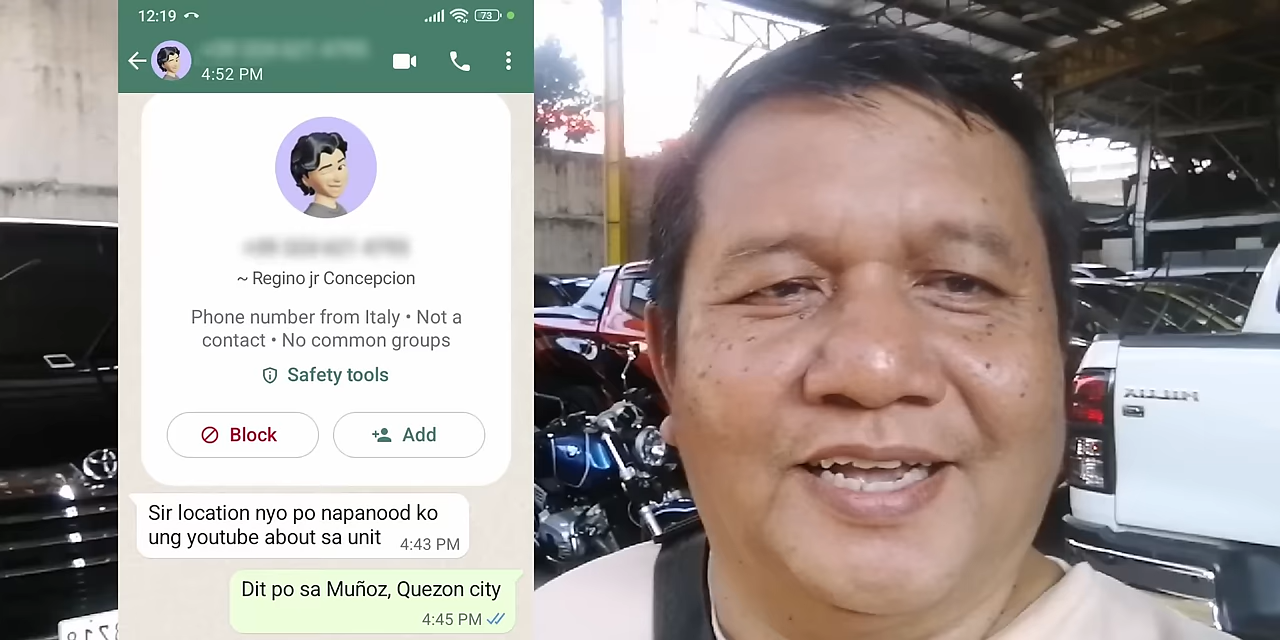 12:19
73
4:52 PM
~ Regino jr Concepcion
Phone number from Italy • Not a
contact • No common groups
Safety tools
Block
Add
Sir location nyo po napanood ko
ung youtube about sa unit
4:43 PM
Dit po sa Muñoz, Quezon city
4:45 PM